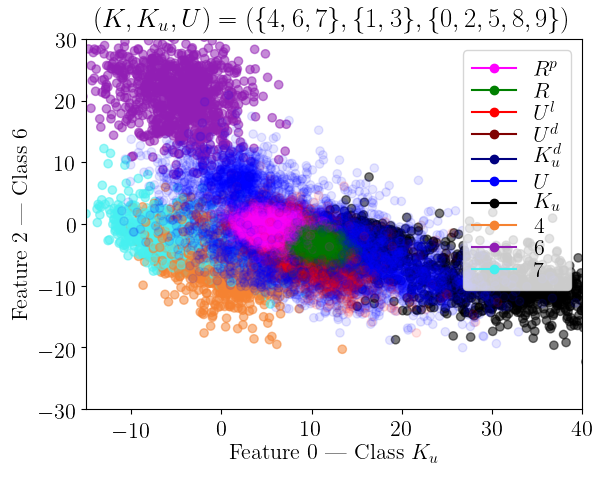 (K, K_u, U) = ({4, 6, 7}, {1, 3}, {0, 2, 5, 8, 9})
30
20
10
0
−10
−20
−30
Feature 2 — Class 6
R^p
R
U^l
U^d
K_u^d
U
K_u
4
6
7
−10
0
10
20
30
40
Feature 0 — Class K_u